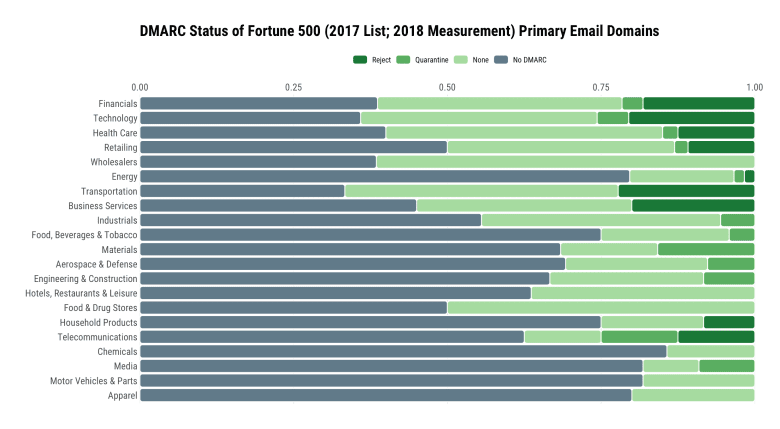 DMARC Status of Fortune 500 (2017 List; 2018 Measurement) Primary Email Domains
Reject Quarantine None No DMARC
0.00 0.25 0.50 0.75 1.00
Financials
Technology
Health Care
Retailing
Wholesalers
Energy
Transportation
Business Services
Industrials
Food, Beverages & Tobacco
Materials
Aerospace & Defense
Engineering & Construction
Hotels, Restaurants & Leisure
Food & Drug Stores
Household Products
Telecommunications
Chemicals
Media
Motor Vehicles & Parts
Apparel